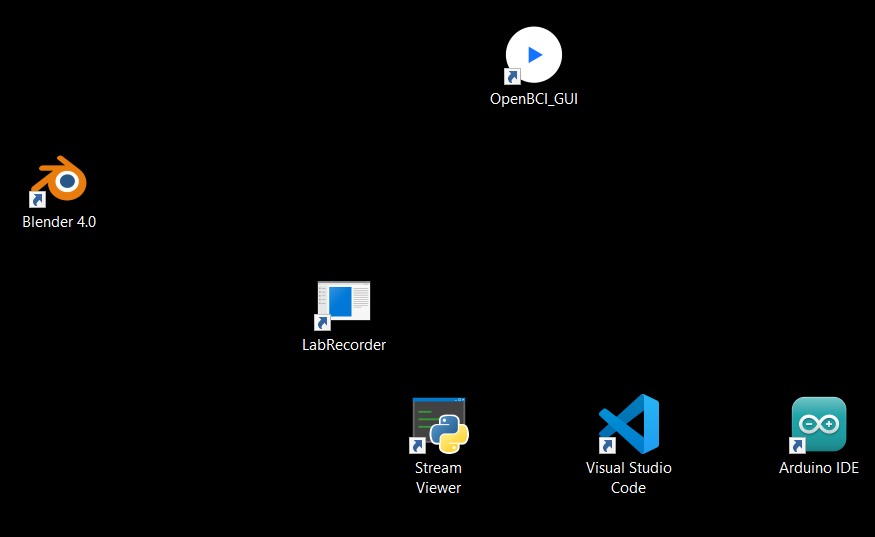 OpenBCI_GUI
Blender 4.0
LabRecorder
Stream
Viewer
Visual Studio
Code
Arduino IDE